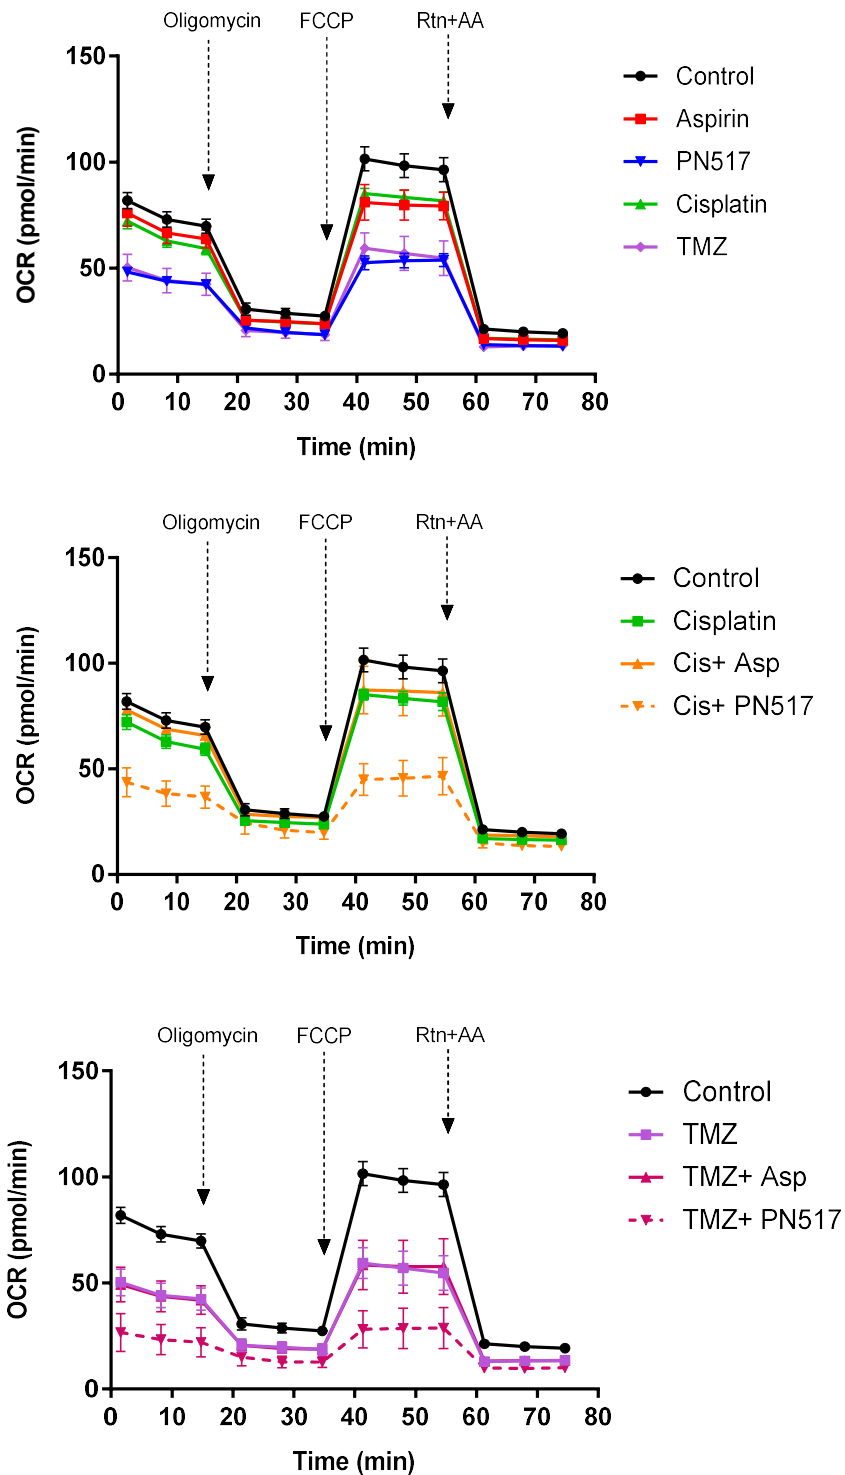 Oligomycin FCCP Rtn+AA
150
100
50
0
OCR (pmol/min)
0 10 20 30 40 50 60 70 80
Time (min)
Control
Aspirin
PN517
Cisplatin
TMZ
Oligomycin FCCP Rtn+AA
150
100
50
0
OCR (pmol/min)
0 10 20 30 40 50 60 70 80
Time (min)
Control
Cisplatin
Cis+ Asp
Cis+ PN517
Oligomycin FCCP Rtn+AA
150
100
50
0
OCR (pmol/min)
0 10 20 30 40 50 60 70 80
Time (min)
Control
TMZ
TMZ+ Asp
TMZ+ PN517